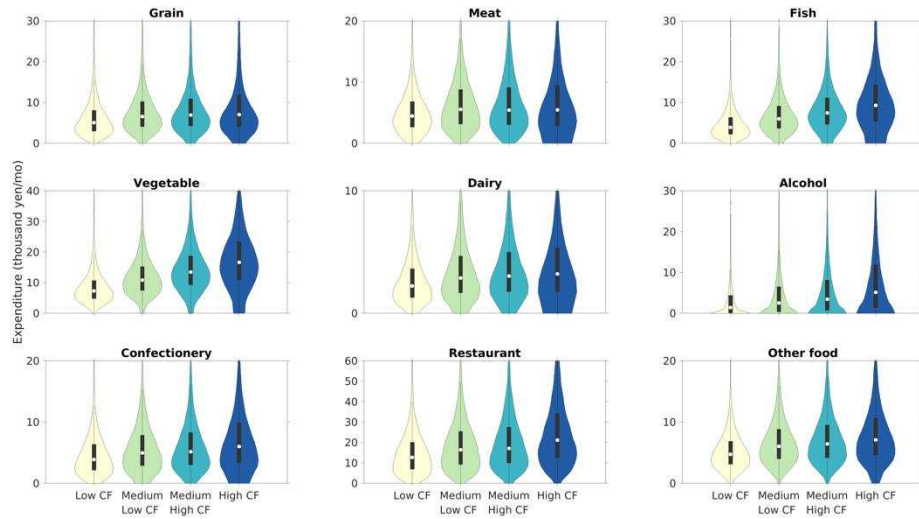 Grain
Meat
Fish
30
20
10
0
20
10
0
30
20
10
0
Expenditure (thousand yen/mo)
Vegetable
Dairy
Alcohol
40
30
20
10
0
10
0
30
20
10
0
Confectionery
Restaurant
Other food
20
10
0
60
50
40
30
20
10
0
20
10
0
Low CF
Medium
Low CF
Medium
High CF
High CF
Low CF
Medium
Low CF
Medium
High CF
High CF
Low CF
Medium
Low CF
Medium
High CF
High CF